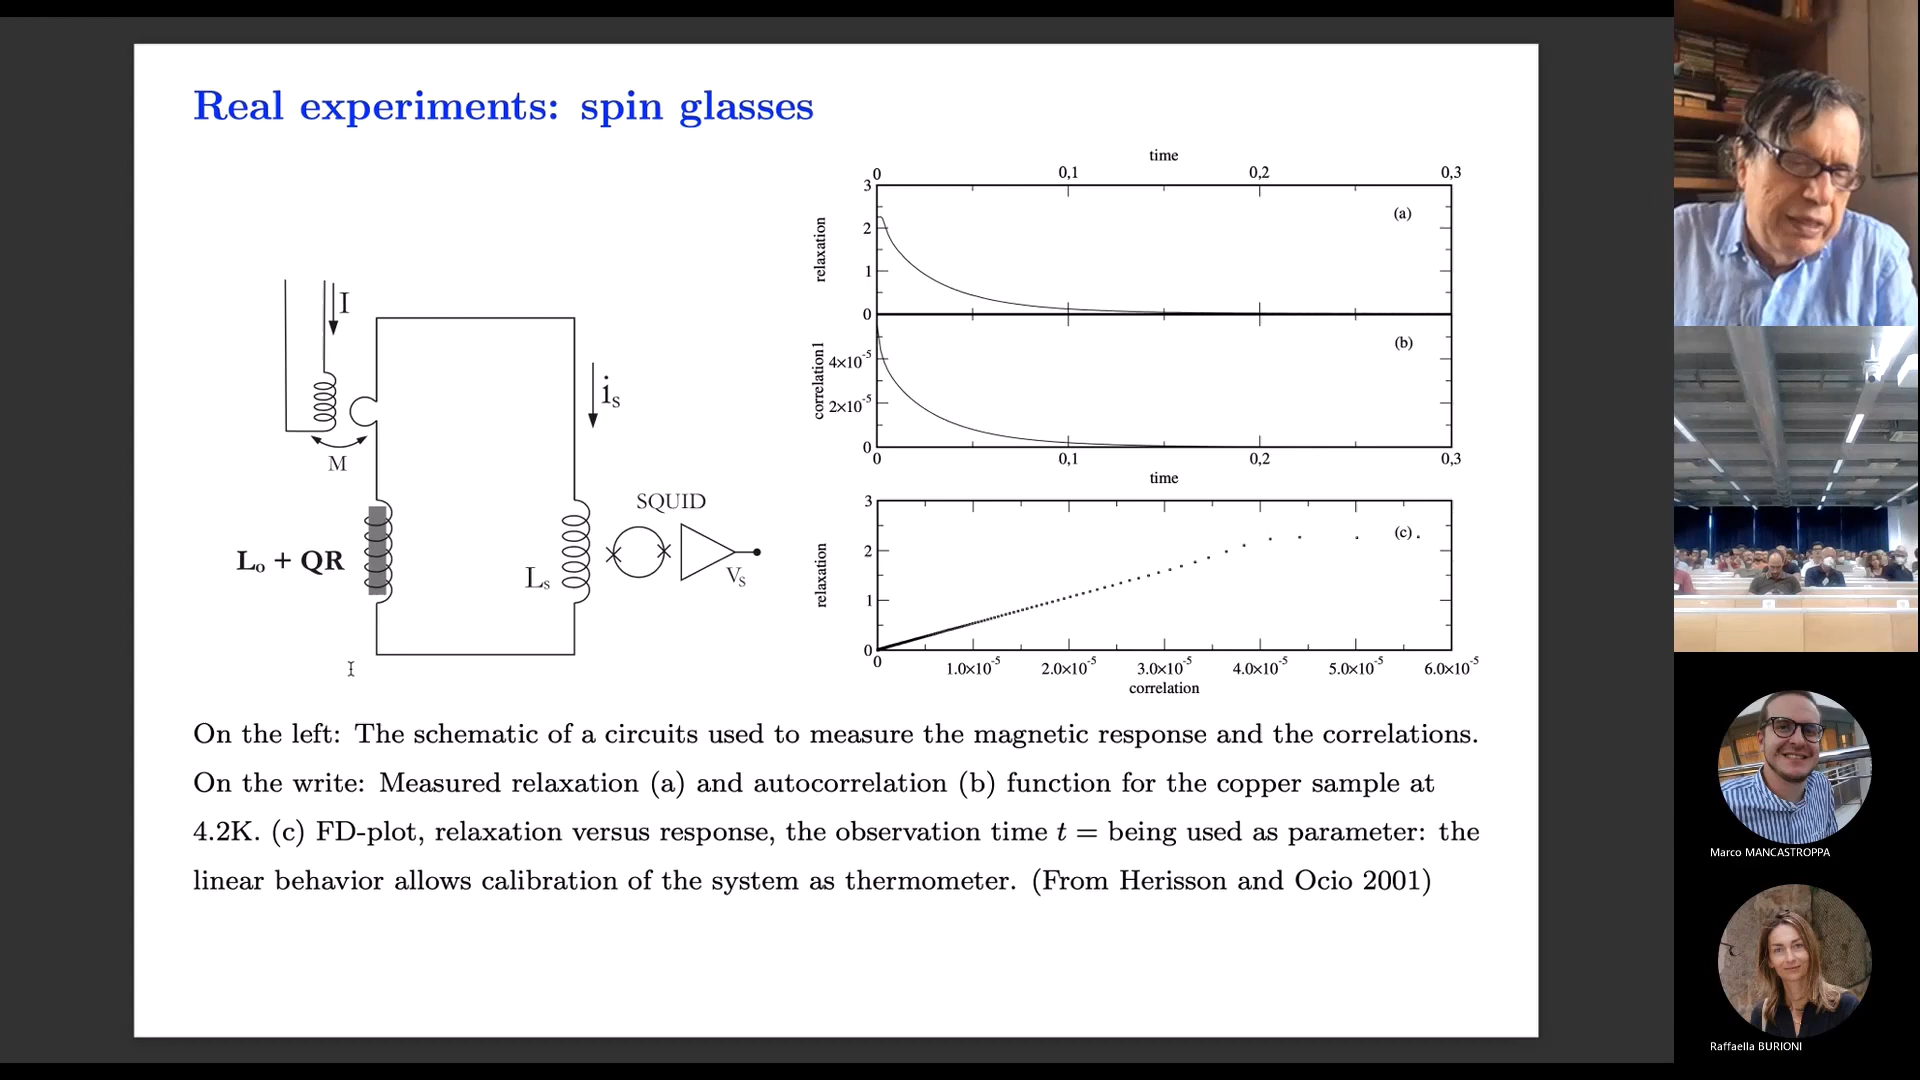 Real experiments: spin glasses
I
M
i_s
L_o + QR
L_s
SQUID
V_s
time
0 0,1 0,2 0,3
3
2
1
0
relaxation
(a)
4×10^-5
2×10^-5
0
correlation1
(b)
0 0,1 0,2 0,3
time
3
2
1
0
relaxation
(c)
0 1.0×10^-5 2.0×10^-5 3.0×10^-5 4.0×10^-5 5.0×10^-5 6.0×10^-5
correlation
On the left: The schematic of a circuits used to measure the magnetic response and the correlations.
On the write: Measured relaxation (a) and autocorrelation (b) function for the copper sample at
4.2K. (c) FD-plot, relaxation versus response, the observation time t = being used as parameter: the
linear behavior allows calibration of the system as thermometer. (From Herisson and Ocio 2001)
Marco MANCASTROPPA
Raffaella BURIONI